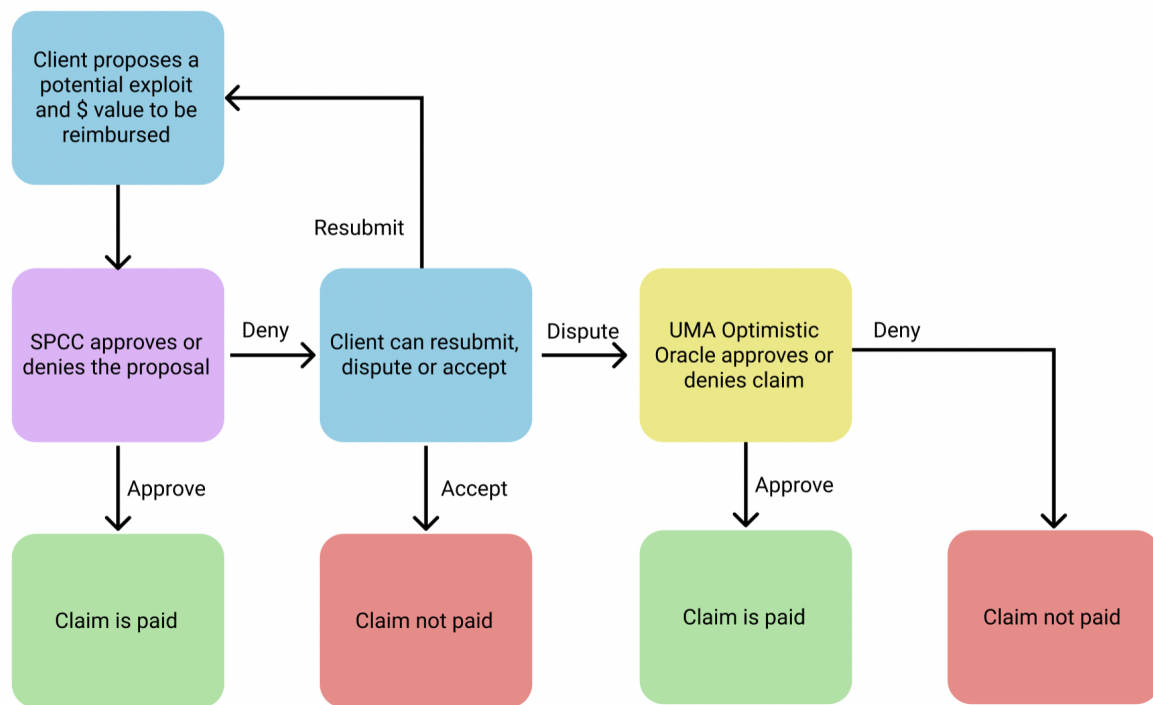 Client proposes a
potential exploit
and $ value to be
reimbursed
Resubmit
SPCC approves or
denies the proposal
Deny
Client can resubmit,
dispute or accept
Dispute
UMA Optimistic
Oracle approves or
denies claim
Deny
Approve
Accept
Approve
Claim is paid
Claim not paid
Claim is paid
Claim not paid